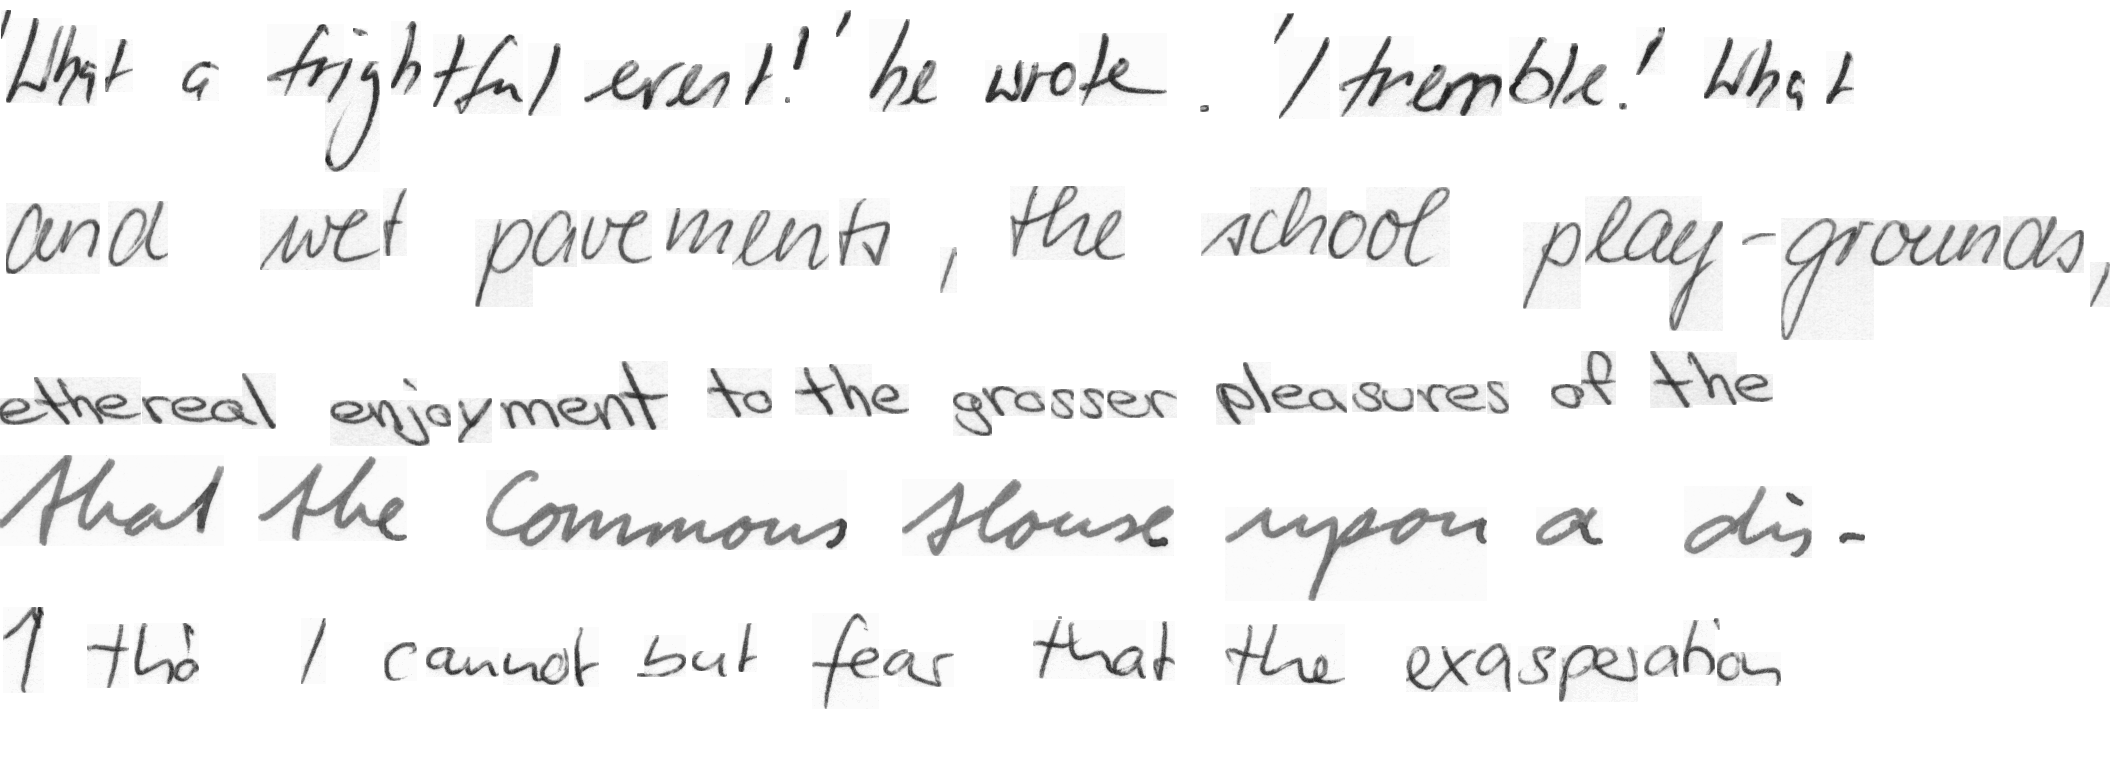 'What a frightful event!' he wrote. 'I tremble!' What
and wet pavements, the school play-grounds,
ethereal enjoyment to the grosser pleasures of the
that the Commons House upon a dis-
1 tho' I cannot but fear that the exasperation